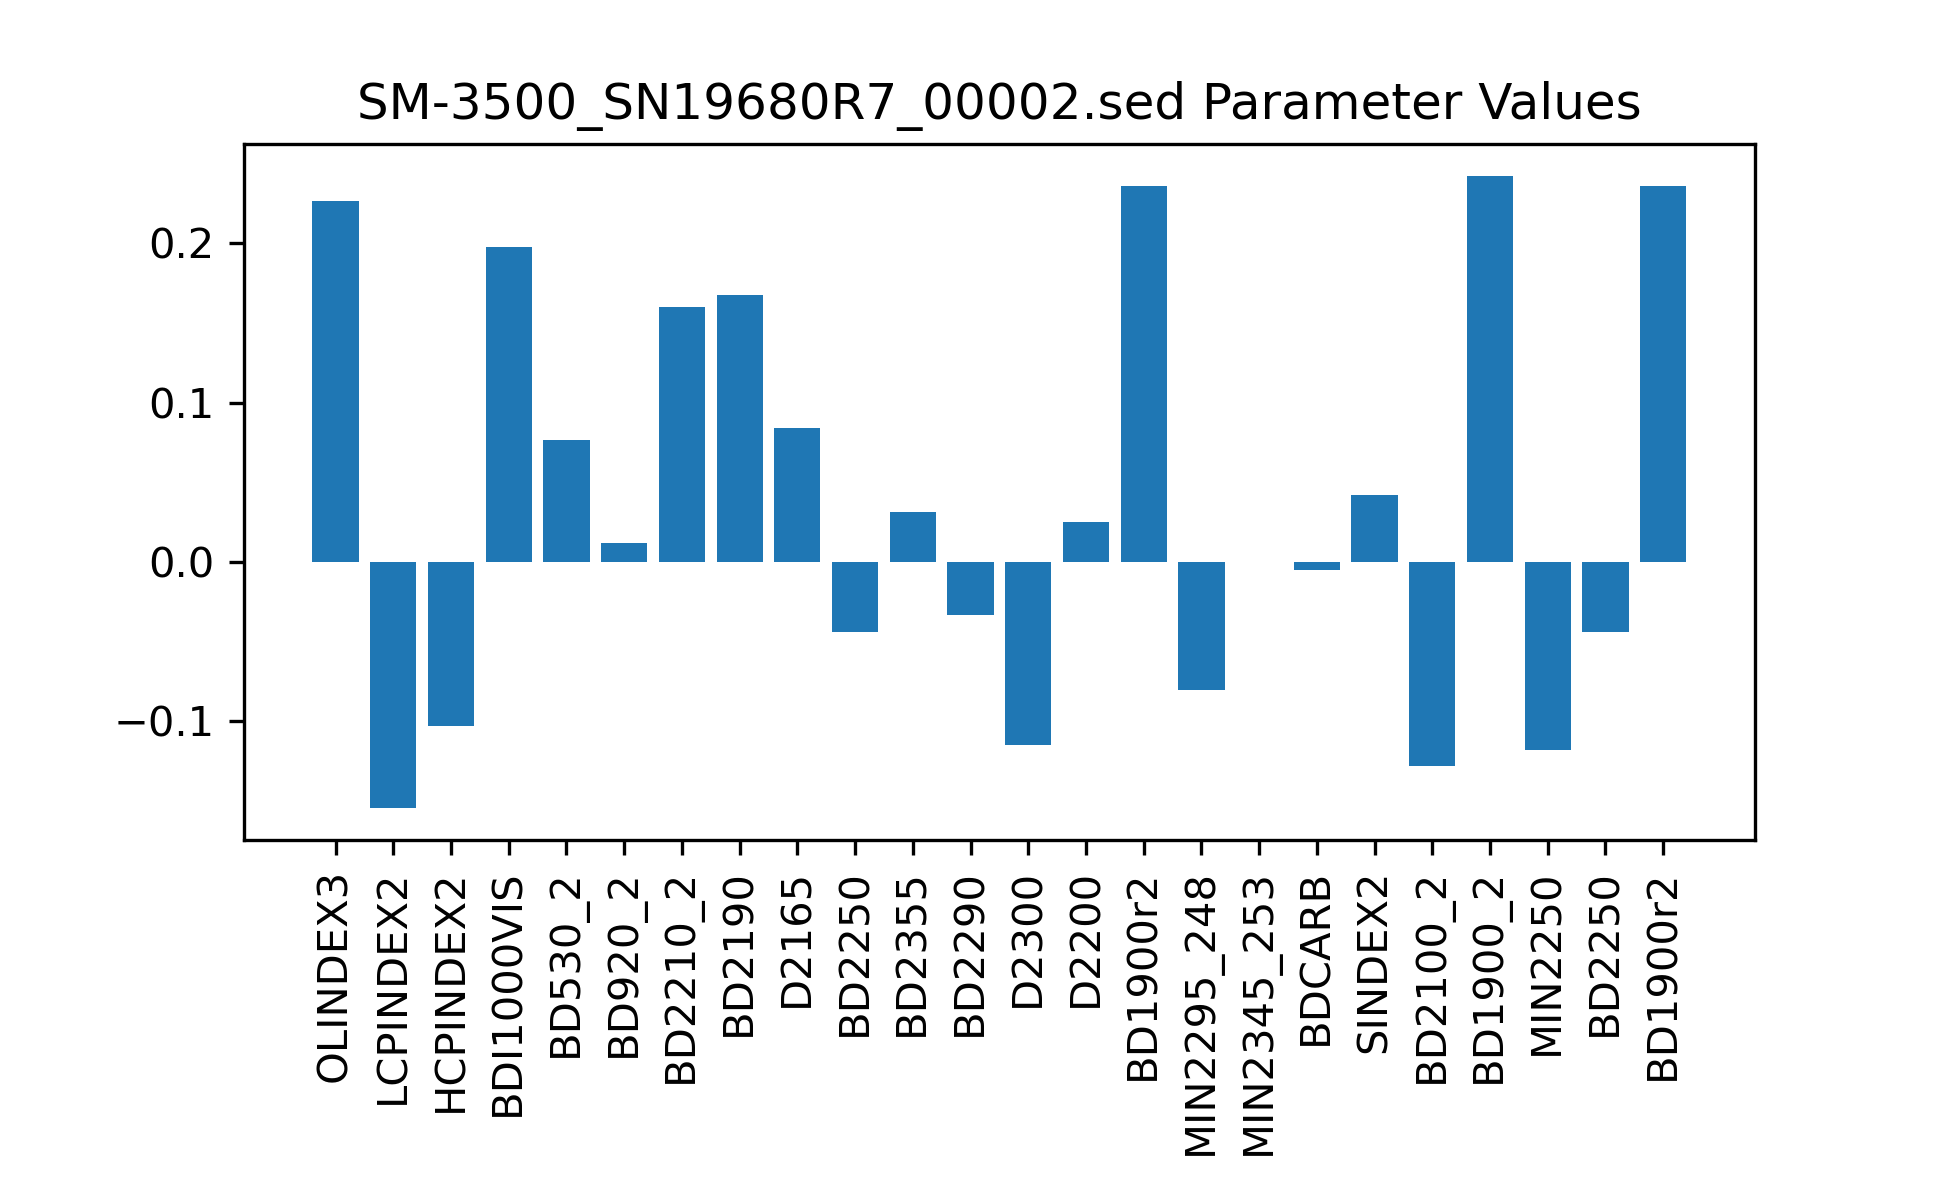 SM-3500_SN19680R7_00002.sed Parameter Values
0.2
0.1
0.0
−0.1
OLINDEX3
LCPINDEX2
HCPINDEX2
BDI1000VIS
BD530_2
BD920_2
BD2210_2
BD2190
D2165
BD2250
BD2355
BD2290
D2300
D2200
BD1900r2
MIN2295_248
MIN2345_253
BDCARB
SINDEX2
BD2100_2
BD1900_2
MIN2250
BD2250
BD1900r2